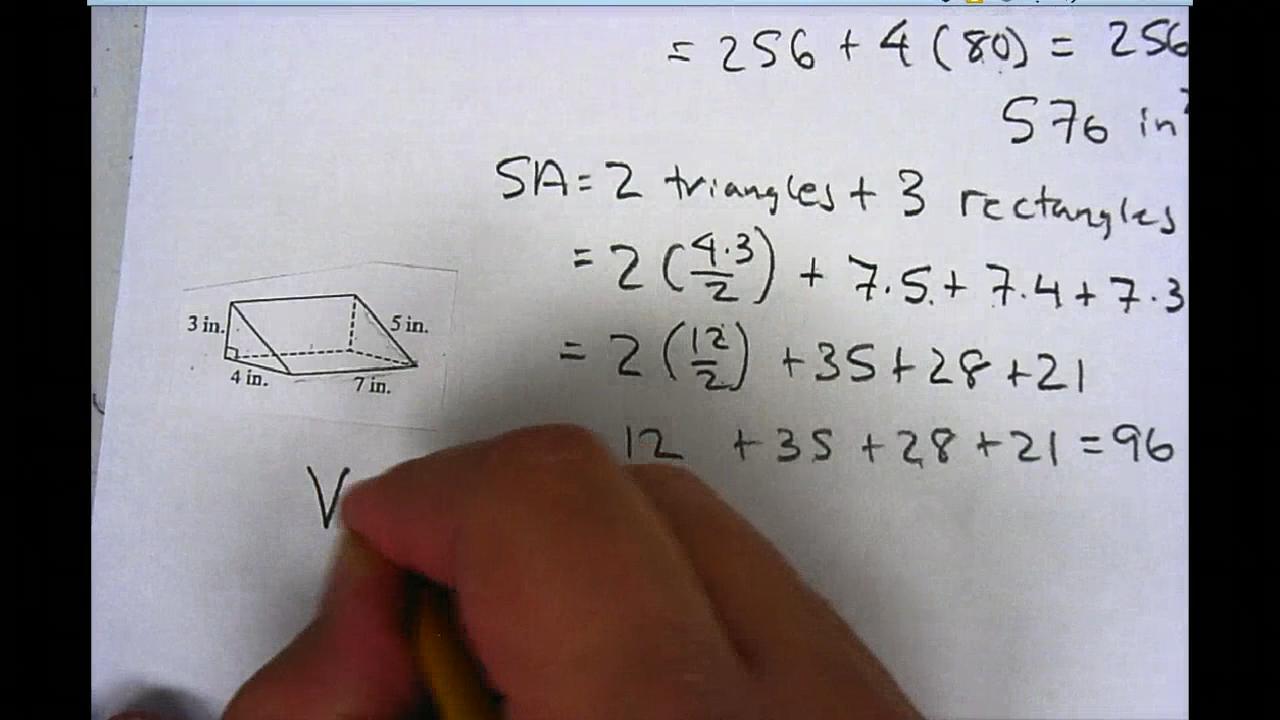 = 256 + 4 (80) = 256
576 in²
SA = 2 triangles + 3 rectangles
= 2 (4·3/2) + 7·5 + 7·4 + 7·3
= 2 (12/2) + 35 + 28 + 21
12 + 35 + 28 + 21 = 96
3 in.
5 in.
4 in.
7 in.
V